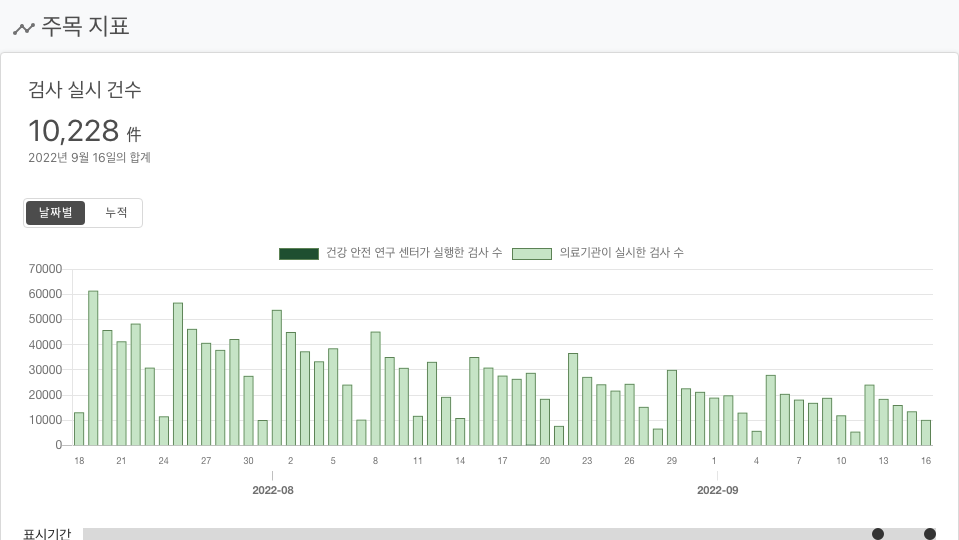 주목 지표
검사 실시 건수
10,228 件
2022년 9월 16일의 합계
날짜별 누적
건강 안전 연구 센터가 실행한 검사 수 의료기관이 실시한 검사 수
70000
60000
50000
40000
30000
20000
10000
0
18 21 24 27 30 2 5 8 11 14 17 20 23 26 29 1 4 7 10 13 16
2022-08 2022-09
표시기간